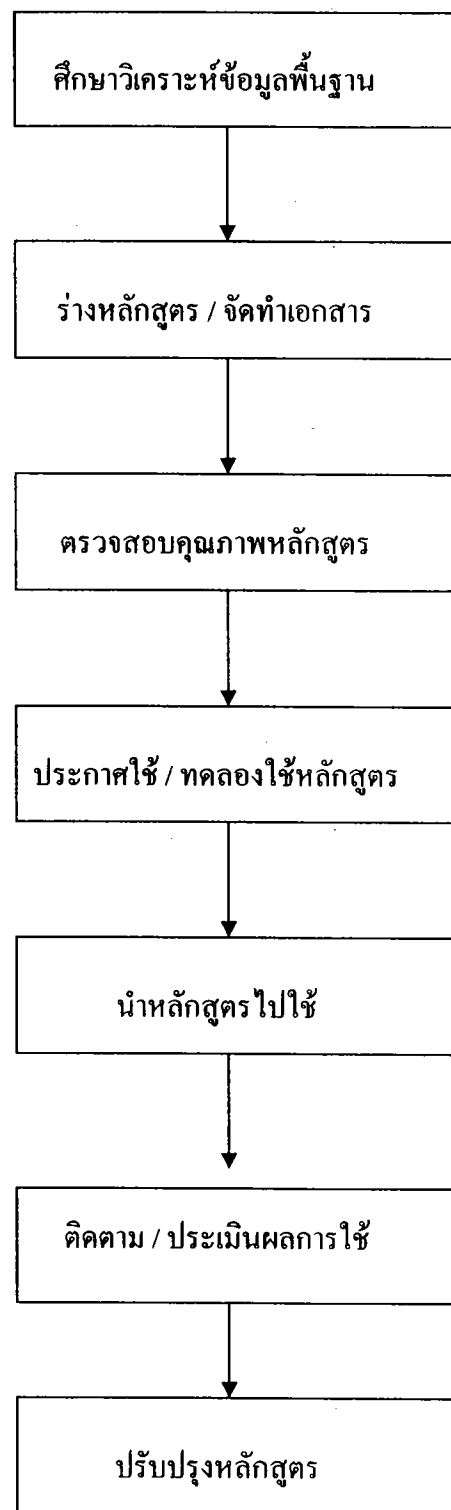 ศึกษาวิเคราะห์ข้อมูลพื้นฐาน
ร่างหลักสูตร / จัดทำเอกสาร
ตรวจสอบคุณภาพหลักสูตร
ประกาศใช้ / ทดลองใช้หลักสูตร
นำหลักสูตรไปใช้
ติดตาม / ประเมินผลการใช้
ปรับปรุงหลักสูตร